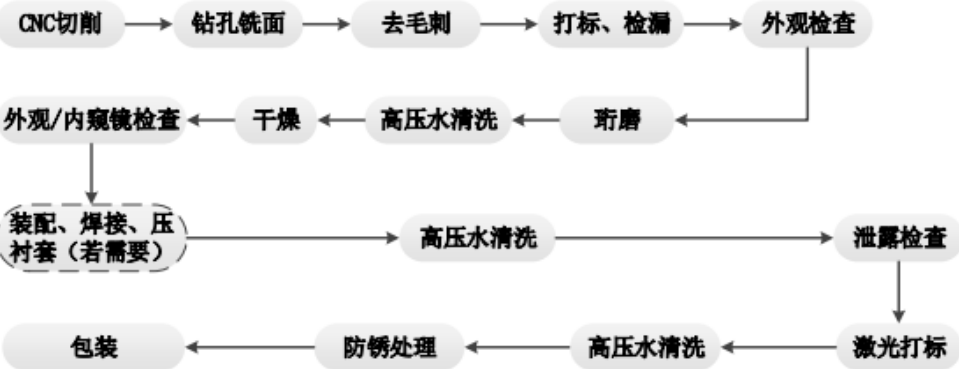 CNC切削
钻孔铣面
去毛刺
打标、检漏
外观检查
珩磨
高压水清洗
干燥
外观/内窥镜检查
装配、焊接、压
衬套（若需要）
高压水清洗
泄露检查
激光打标
高压水清洗
防锈处理
包装